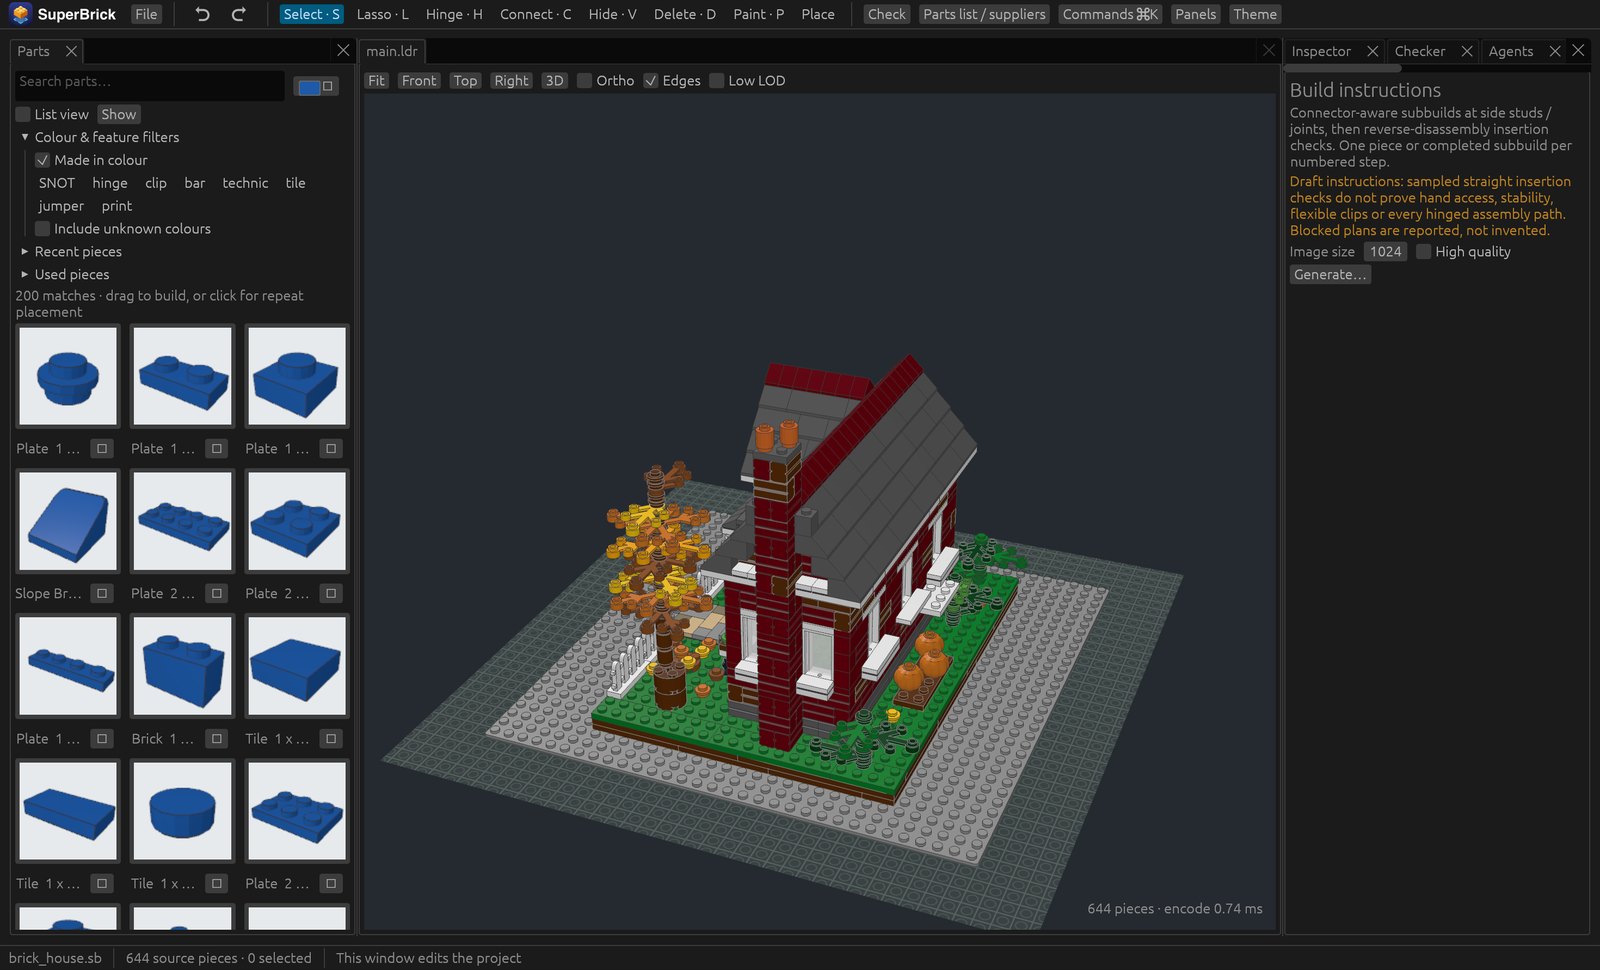 SuperBrick File Select · S Lasso · L Hinge · H Connect · C Hide · V Delete · D Paint · P Place Check Parts list / suppliers Commands ⌘K Panels Theme
Parts
Search parts...
List view Show
Colour & feature filters
Made in colour
SNOT hinge clip bar technic tile
jumper print
Include unknown colours
Recent pieces
Used pieces
200 matches · drag to build, or click for repeat
placement
Plate 1 ... Plate 1 ... Plate 1 ...
Slope Br... Plate 2 ... Plate 2 ...
Plate 1 ... Brick 1 ... Tile 1 x ...
Tile 1 x ... Tile 1 x ... Plate 2 ...
main.ldr
Fit Front Top Right 3D Ortho Edges Low LOD
644 pieces · encode 0.74 ms
Inspector Checker Agents
Build instructions
Connector-aware subbuilds at side studs /
joints, then reverse-disassembly insertion
checks. One piece or completed subbuild per
numbered step.
Draft instructions: sampled straight insertion
checks do not prove hand access, stability,
flexible clips or every hinged assembly path.
Blocked plans are reported, not invented.
Image size 1024 High quality
Generate...
brick_house.sb 644 source pieces · 0 selected This window edits the project